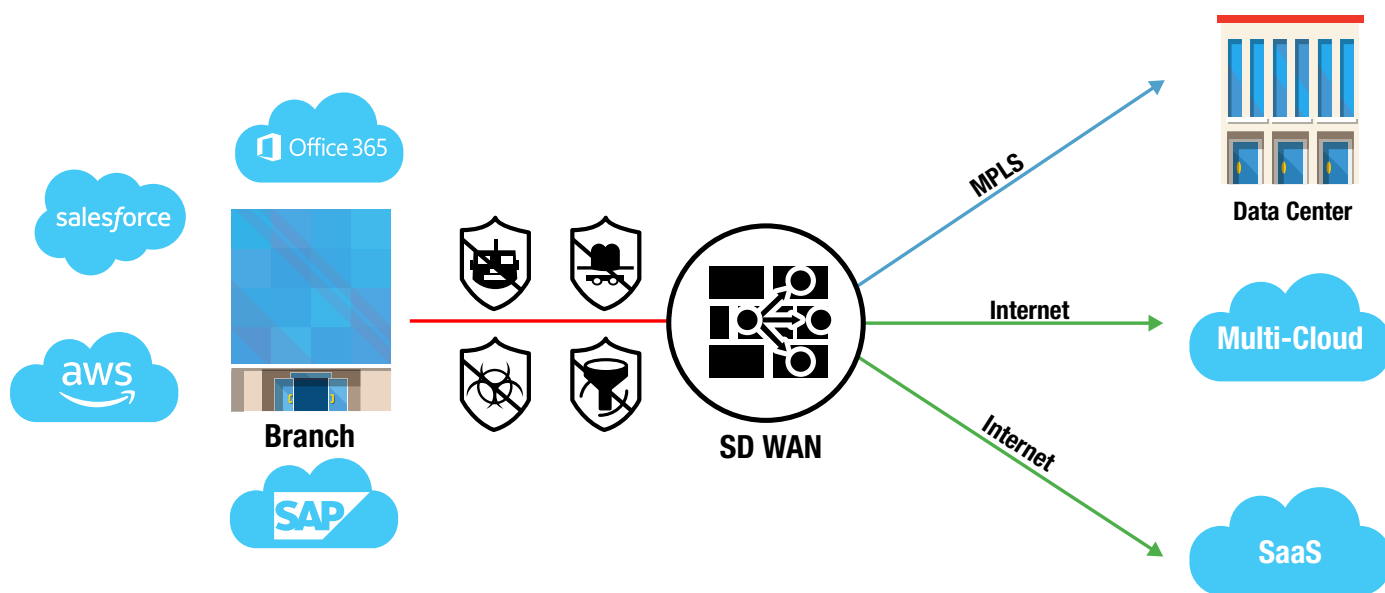 Office 365
salesforce
aws
Branch
SAP
SD WAN
MPLS
Internet
Internet
Data Center
Multi-Cloud
SaaS